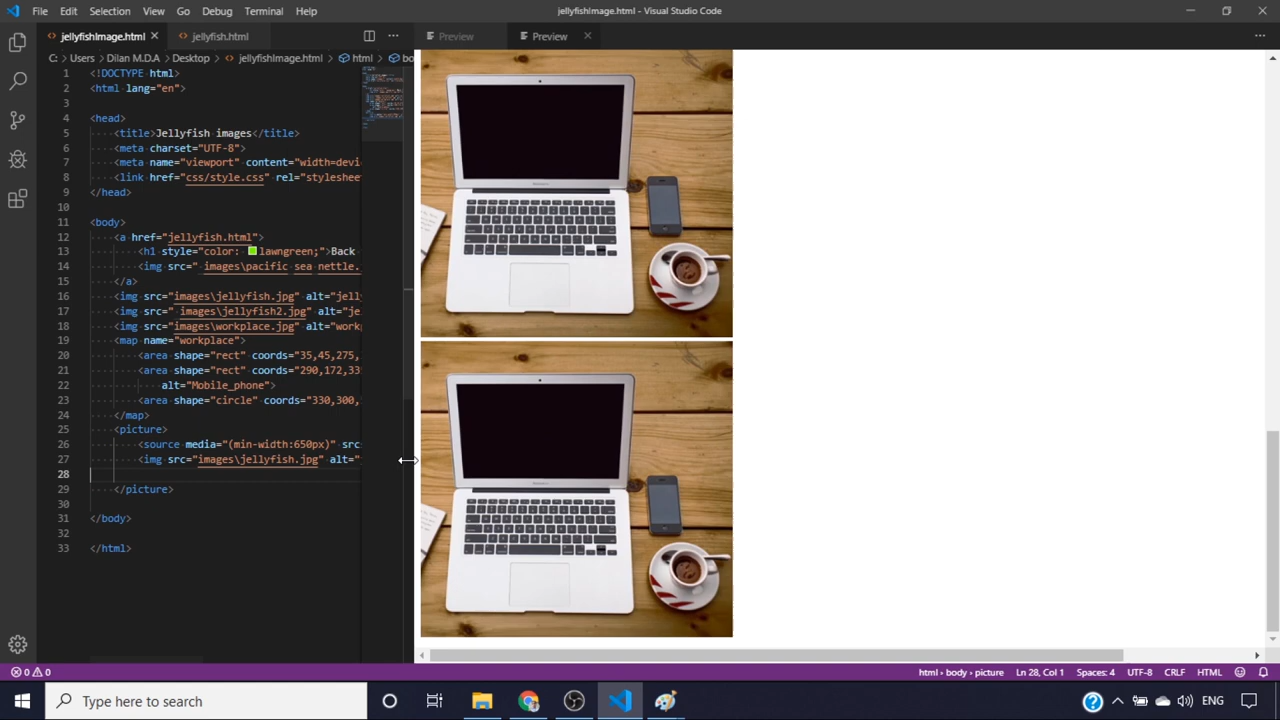 File Edit Selection View Go Debug Terminal Help
jellyfishImage.html - Visual Studio Code
jellyfishImage.html
jellyfish.html
Preview
Preview
C: > Users > Dilan M.D.A > Desktop > jellyfishImage.html > html > bo
1 <!DOCTYPE html>
2 <html lang="en">
3
4 <head>
5 <title>Jellyfish images</title>
6 <meta charset="UTF-8">
7 <meta name="viewport" content="width=devi
8 <link href="css/style.css" rel="styleshee
9 </head>
10
11 <body>
12 <a href="jellyfish.html">
13 <h1 style="color: lawngreen;">Back
14 <img src=" images\pacific sea nettle.
15 </a>
16 <img src="images\jellyfish.jpg" alt="jell
17 <img src=" images\jellyfish2.jpg" alt="je
18 <img src="images\workplace.jpg" alt="work
19 <map name="workplace">
20 <area shape="rect" coords="35,45,275,
21 <area shape="rect" coords="290,172,33
22 alt="Mobile_phone">
23 <area shape="circle" coords="330,300,
24 </map>
25 <picture>
26 <source media="(min-width:650px)" src
27 <img src="images\jellyfish.jpg" alt="
28
29 </picture>
30
31 </body>
32
33 </html>
0 0
html > body > picture Ln 28, Col 1 Spaces: 4 UTF-8 CRLF HTML
Type here to search
ENG